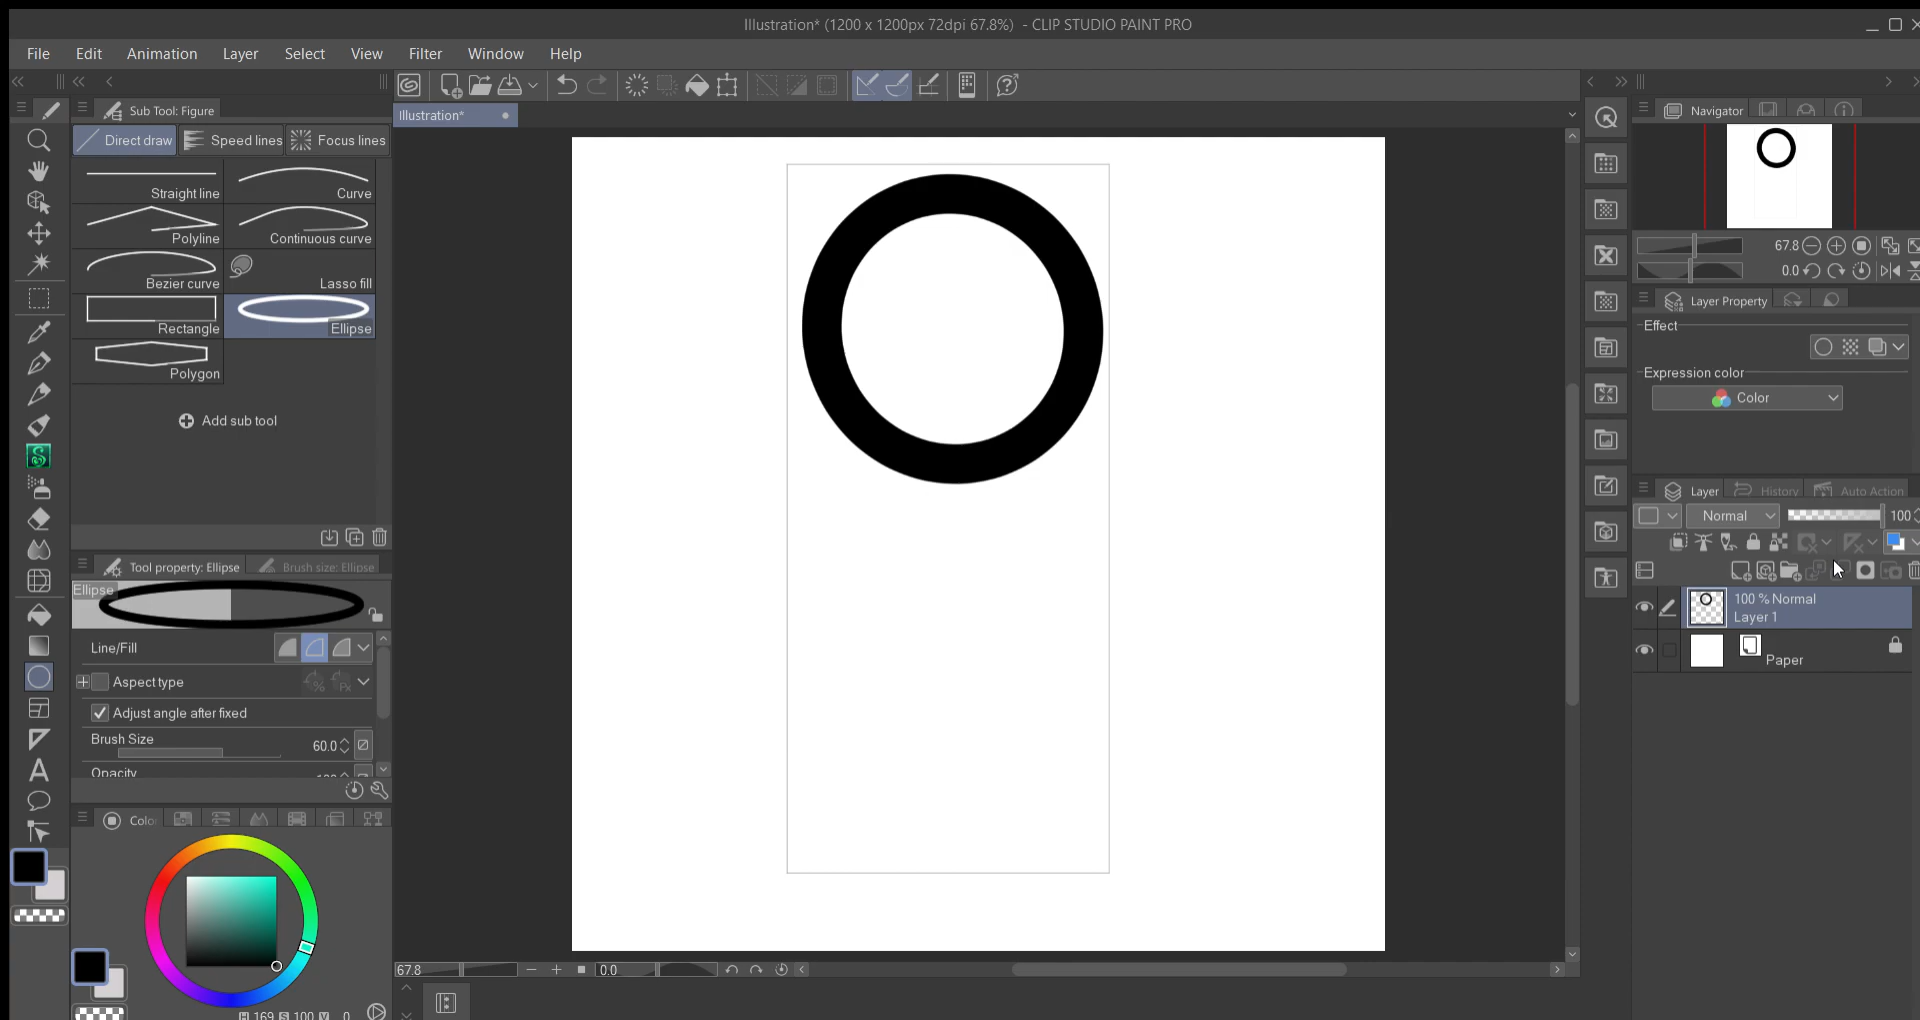 Illustration* (1200 x 1200px 72dpi 67.8%) - CLIP STUDIO PAINT PRO
File Edit Animation Layer Select View Filter Window Help
Sub Tool: Figure
Illustration*
Navigator
Direct draw Speed lines Focus lines
Straight line Curve
Polyline Continuous curve
Bezier curve Lasso fill
Rectangle Ellipse
Polygon
Add sub tool
67.8
0.0
Layer Property
Effect
Expression color
Color
Layer History Auto Action
Normal 100
100 % Normal
Layer 1
Paper
Tool property: Ellipse Brush size: Ellipse
Ellipse
Line/Fill
Aspect type
Adjust angle after fixed
Brush Size 60.0
Opacity
Color
67.8 0.0
H 169 S 100 V 0